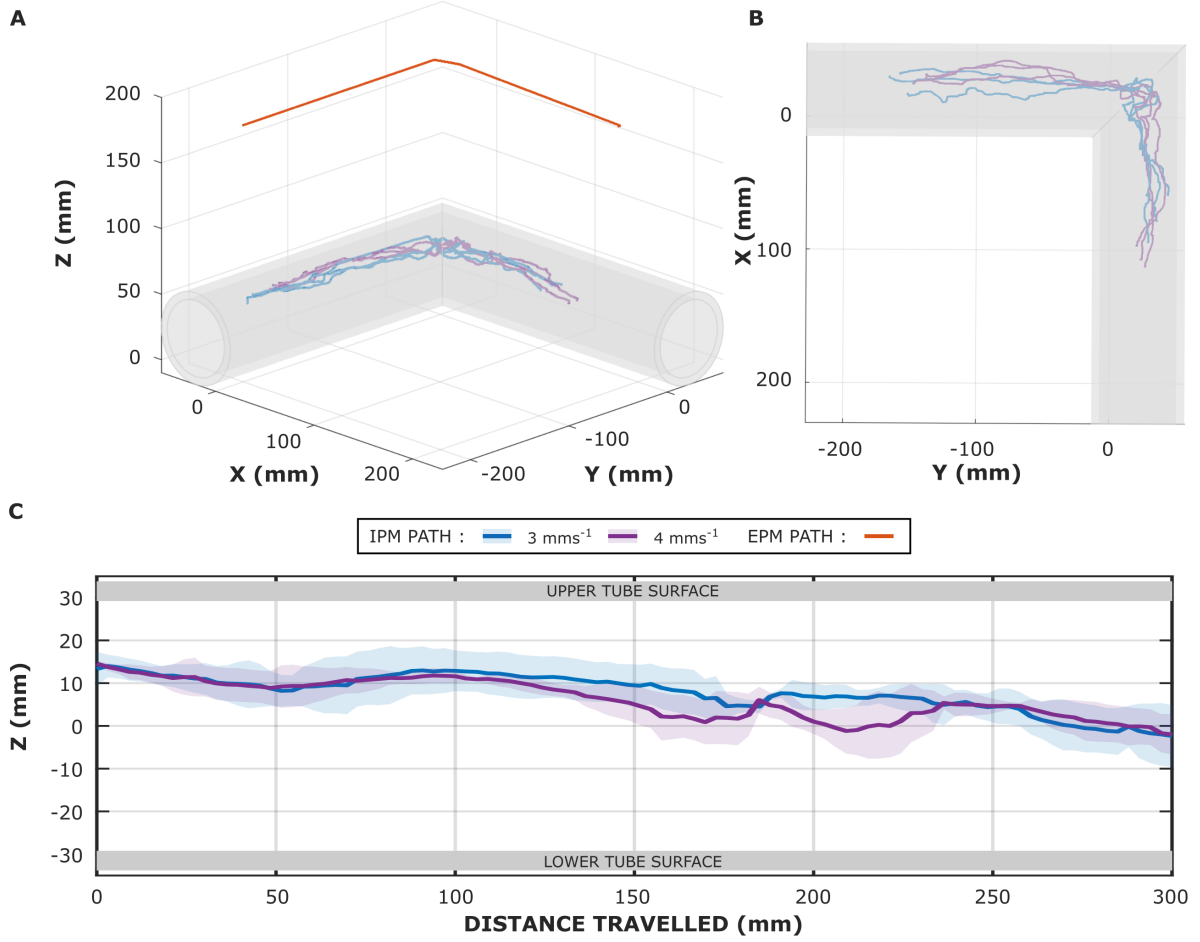 A
B
200
150
100
50
0
Z (mm)
0
100
200
X (mm)
-200
-100
0
Y (mm)
0
100
200
X (mm)
-200
-100
0
Y (mm)
C
IPM PATH : 3 mms⁻¹ 4 mms⁻¹ EPM PATH :
UPPER TUBE SURFACE
30
20
10
0
-10
-20
-30
Z (mm)
LOWER TUBE SURFACE
0 50 100 150 200 250 300
DISTANCE TRAVELLED (mm)